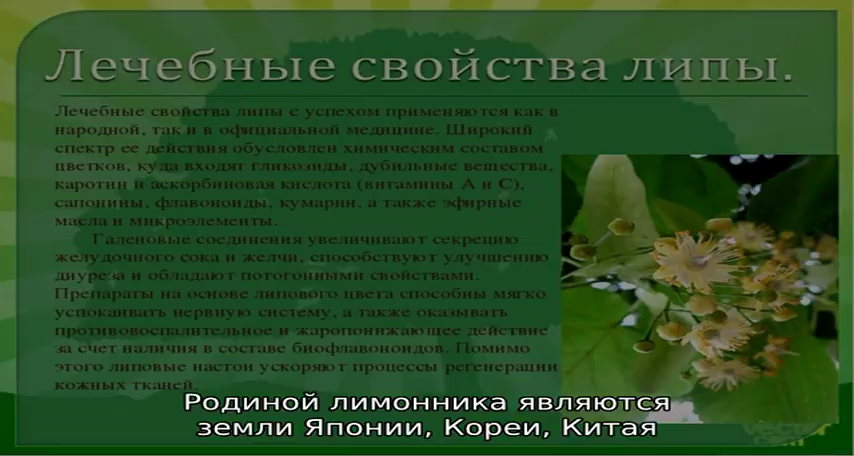 Лечебные свойства липы.
Лечебные свойства липы с успехом применяются как в
народной, так и в официальной медицине. Широкий
спектр ее действия обусловлен химическим составом
цветков, куда входят гликозиды, дубильные вещества,
каротин и аскорбиновая кислота (витамины А и С),
сапонины, флавоноиды, кумарин, а также эфирные
масла и микроэлементы.
Галеновые соединения увеличивают секрецию
желудочного сока и желчи, способствуют улучшению
диуреза и обладают потогонными свойствами.
Препараты на основе липового цвета способны мягко
успокаивать нервную систему, а также оказывать
противовоспалительное и жаропонижающее действие
за счет наличия в составе биофлавоноидов. Помимо
этого липовые настои ускоряют процессы регенерации
кожных тканей.
Родиной лимонника являются
земли Японии, Кореи, Китая